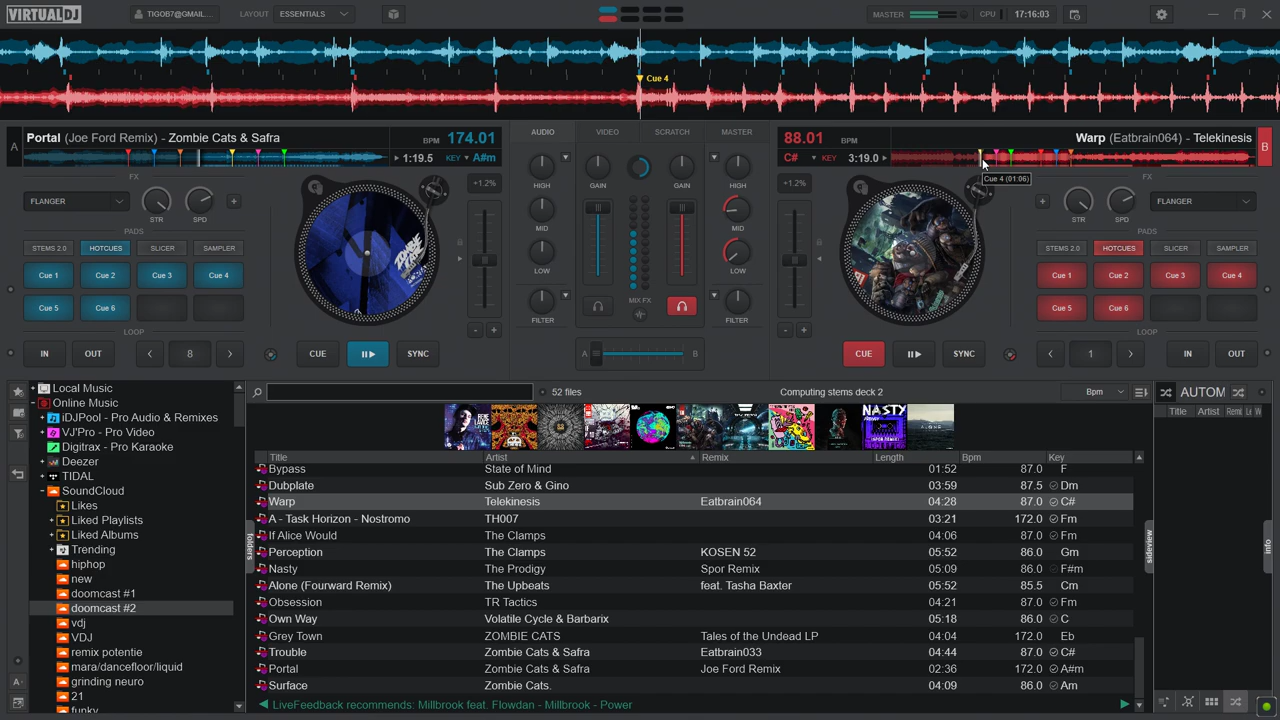 VIRTUALDJ
TIGOB7@GMAIL...
LAYOUT ESSENTIALS
MASTER
CPU
17:16:03
Cue 4
A
Portal (Joe Ford Remix) - Zombie Cats & Safra
BPM 174.01
1:19.5 KEY A#m
AUDIO VIDEO SCRATCH MASTER
88.01 BPM
Warp (Eatbrain064) - Telekinesis
C# KEY 3:19.0
B
Cue 4 (01:06)
FX
FLANGER
STR SPD
PADS
STEMS 2.0 HOTCUES SLICER SAMPLER
Cue 1 Cue 2 Cue 3 Cue 4
Cue 5 Cue 6
LOOP
IN OUT 8
+1.2%
CUE SYNC
HIGH GAIN GAIN HIGH
MID MID
LOW LOW
FILTER MIX FX FILTER
A B
+1.2%
CUE SYNC
FX
STR SPD
FLANGER
PADS
STEMS 2.0 HOTCUES SLICER SAMPLER
Cue 1 Cue 2 Cue 3 Cue 4
Cue 5 Cue 6
LOOP
1 IN OUT
Local Music
Online Music
iDJPool - Pro Audio & Remixes
VJ'Pro - Pro Video
Digitrax - Pro Karaoke
Deezer
TIDAL
SoundCloud
Likes
Liked Playlists
Liked Albums
Trending
hiphop
new
doomcast #1
doomcast #2
vdj
VDJ
remix potentie
mara/dancefloor/liquid
grinding neuro
21
funky
folders
52 files
Computing stems deck 2
Bpm
Title Artist Remix Length Bpm Key
Bypass State of Mind 01:52 87.0 F
Dubplate Sub Zero & Gino 03:59 87.5 Dm
Warp Telekinesis Eatbrain064 04:28 87.0 C#
A - Task Horizon - Nostromo TH007 03:21 172.0 Fm
If Alice Would The Clamps 04:06 87.0 Fm
Perception The Clamps KOSEN 52 05:52 86.0 Gm
Nasty The Prodigy Spor Remix 05:09 86.0 F#m
Alone (Fourward Remix) The Upbeats feat. Tasha Baxter 05:52 85.5 Cm
Obsession TR Tactics 04:21 87.0 Fm
Own Way Volatile Cycle & Barbarix 05:18 86.0 C
Grey Town ZOMBIE CATS Tales of the Undead LP 04:04 172.0 Eb
Trouble Zombie Cats & Safra Eatbrain033 04:44 87.0 C#
Portal Zombie Cats & Safra Joe Ford Remix 02:36 172.0 A#m
Surface Zombie Cats. 04:09 86.0 Am
LiveFeedback recommends: Millbrook feat. Flowdan - Millbrook - Power
sideview
AUTOM
Title Artist Remi Le W
info
A-